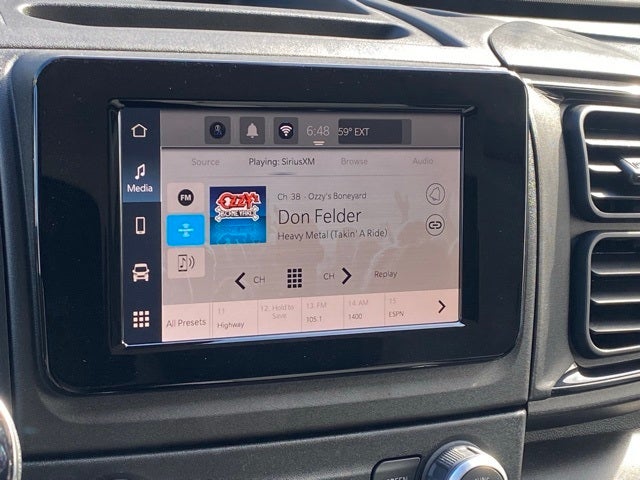 6:48 59° EXT
Source Playing: SiriusXM Browse Audio
Media
FM
OZZY'S
BONEYARD
Ch 38 - Ozzy's Boneyard
Don Felder
Heavy Metal (Takin' A Ride)
CH CH Replay
All Presets
11
Highway
12. Hold to
Save
13. FM
105.1
14. AM
1400
15
ESPN